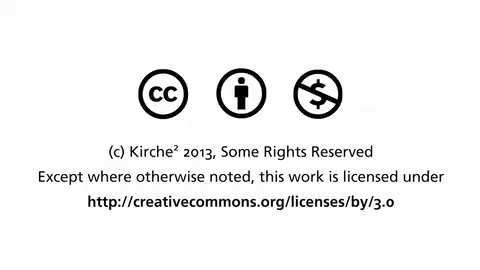 cc
$
(c) Kirche² 2013, Some Rights Reserved
Except where otherwise noted, this work is licensed under
http://creativecommons.org/licenses/by/3.0